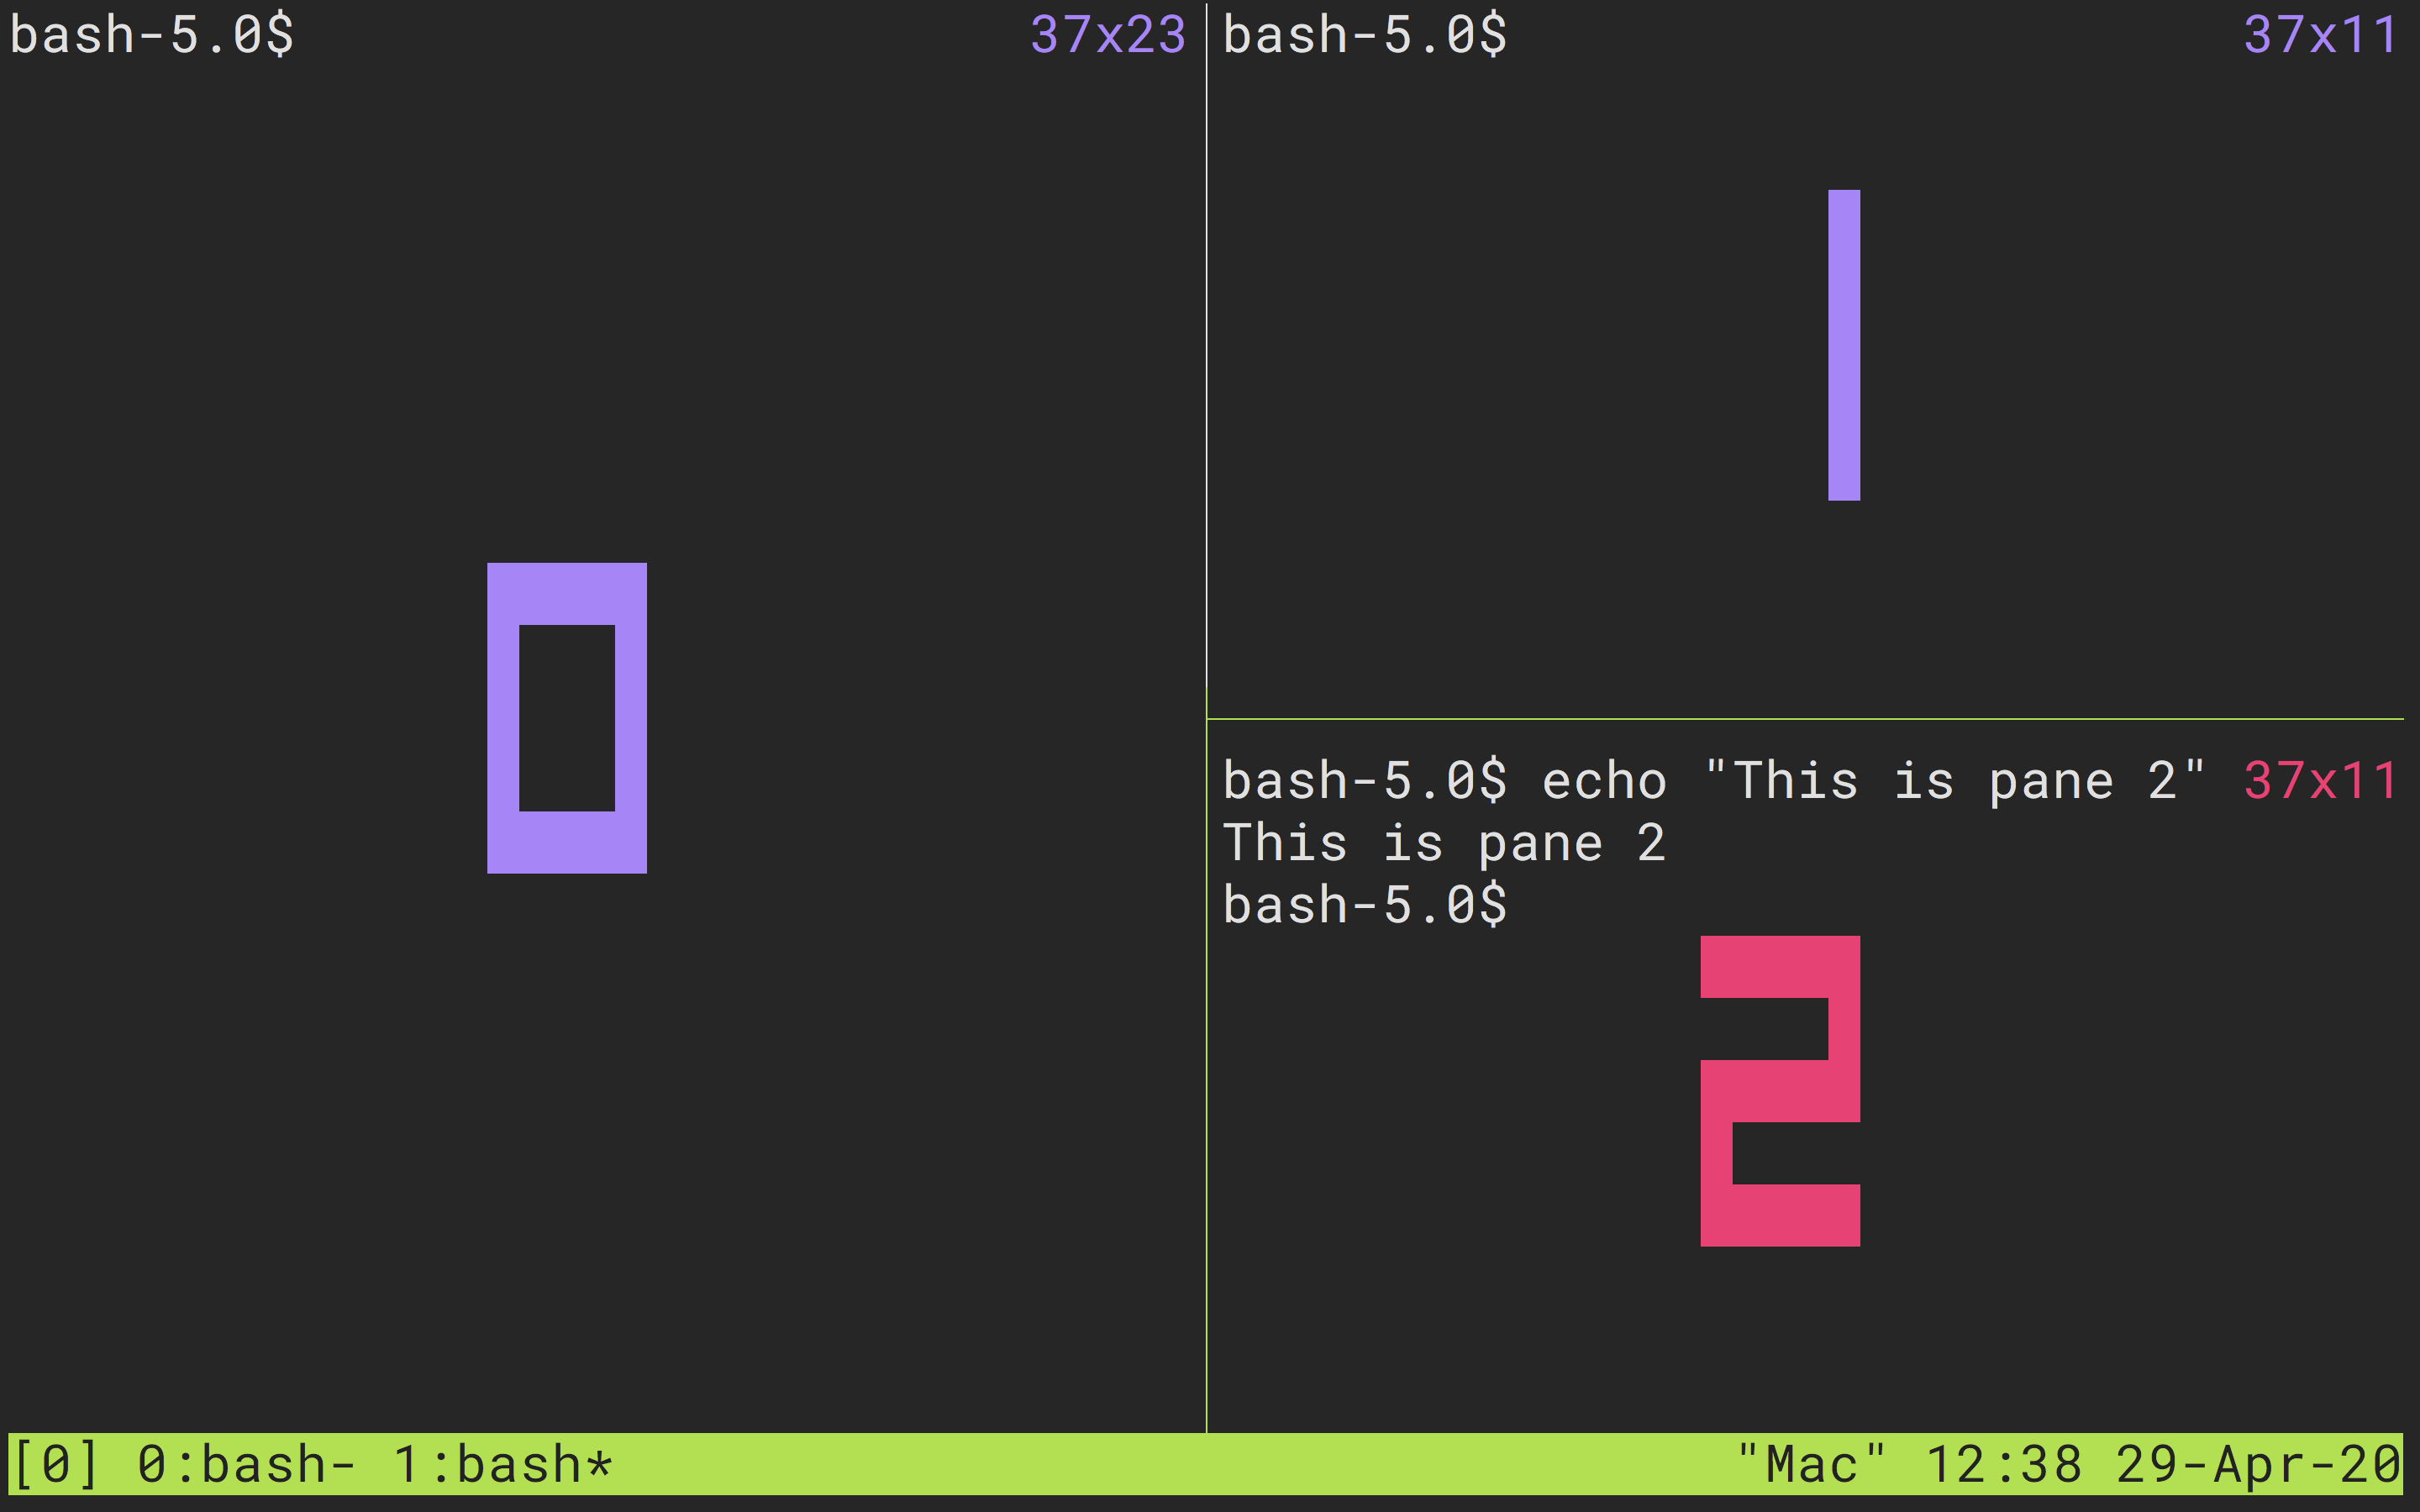 bash-5.0$ 37x23
0
bash-5.0$ 37x11
1
bash-5.0$ echo "This is pane 2" 37x11
This is pane 2
bash-5.0$
2
[0] 0:bash- 1:bash* "Mac" 12:38 29-Apr-20